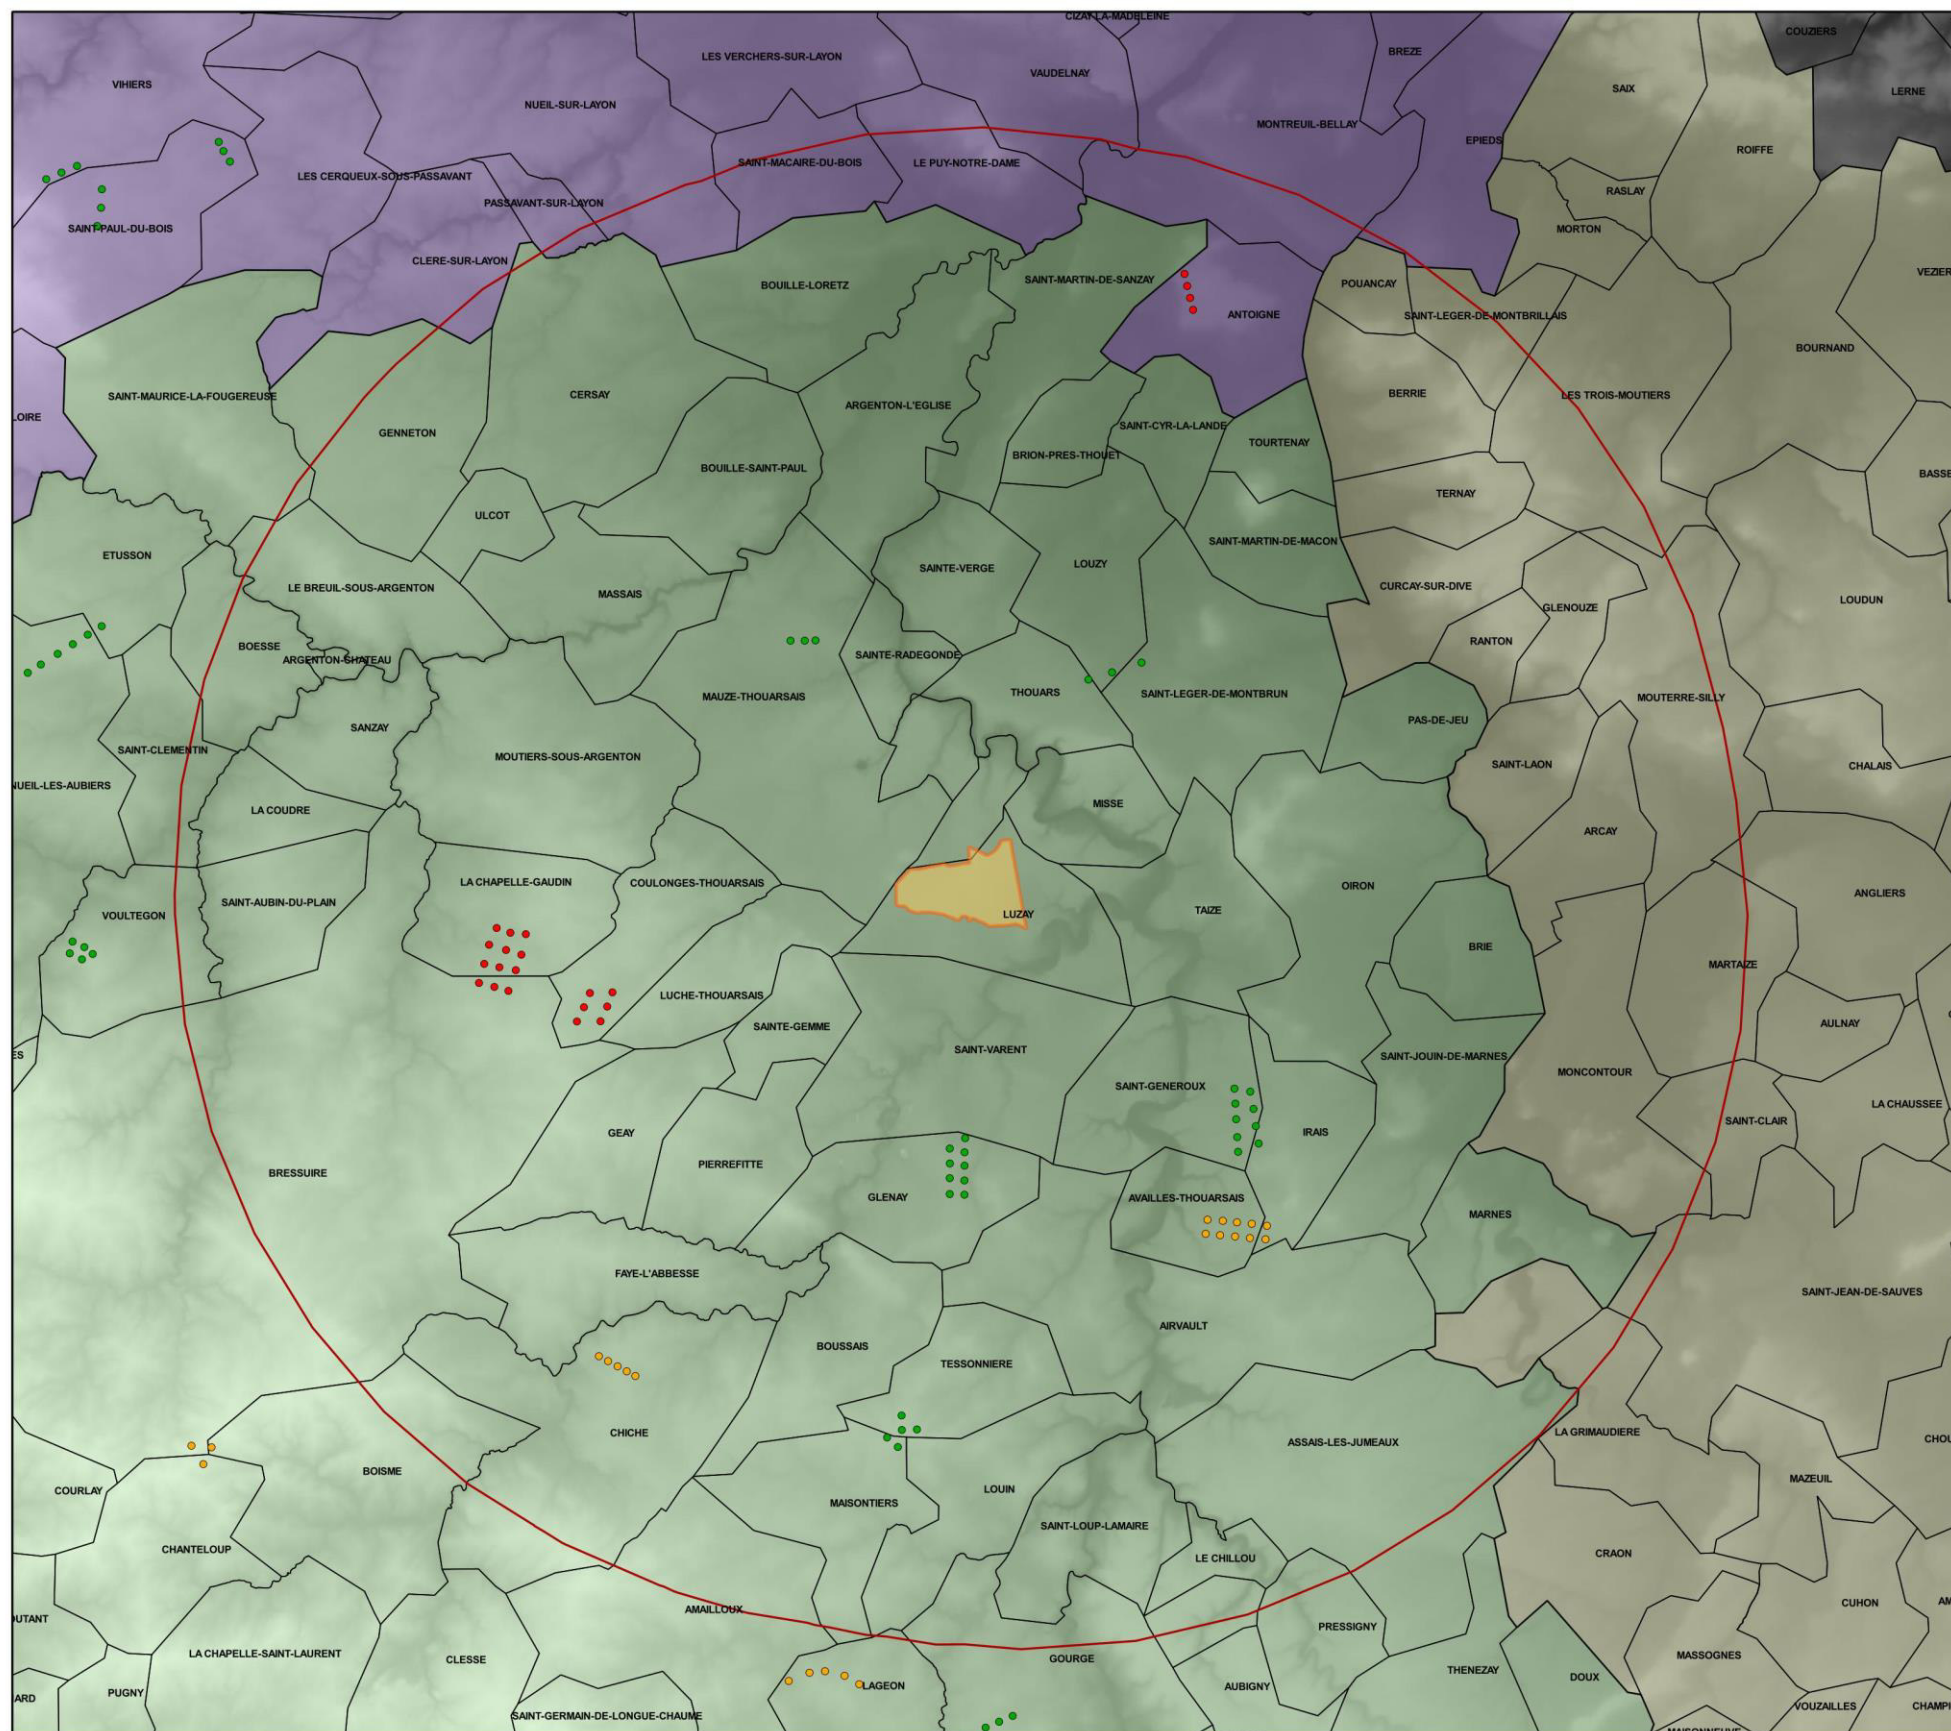 CIZAY-LA-MADELEINE
COUZIERS
LES VERCHERS-SUR-LAYON
BREZE
VAUDELNAY
VIHIERS
SAIX
LERNE
NUEIL-SUR-LAYON
MONTREUIL-BELLAY
EPIEDS
ROIFFE
SAINT-MACAIRE-DU-BOIS
LE PUY-NOTRE-DAME
LES CERQUEUX-SOUS-PASSAVANT
RASLAY
PASSAVANT-SUR-LAYON
SAINT-PAUL-DU-BOIS
MORTON
CLERE-SUR-LAYON
VEZIER
BOUILLE-LORETZ
SAINT-MARTIN-DE-SANZAY
POUANCAY
ANTOIGNE
SAINT-LEGER-DE-MONTBRILLAIS
BOURNAND
SAINT-MAURICE-LA-FOUGEREUSE
CERSAY
BERRIE
LES TROIS-MOUTIERS
ARGENTON-L'EGLISE
LOIRE
SAINT-CYR-LA-LANDE
GENNETON
TOURTENAY
BRION-PRES-THOUET
BOUILLE-SAINT-PAUL
BASSE
TERNAY
ULCOT
SAINT-MARTIN-DE-MACON
ETUSSON
LOUZY
SAINTE-VERGE
LE BREUIL-SOUS-ARGENTON
CURCAY-SUR-DIVE
MASSAIS
LOUDUN
GLENOUZE
RANTON
BOESSE
SAINTE-RADEGONDE
ARGENTON-CHATEAU
THOUARS
SAINT-LEGER-DE-MONTBRUN
MAUZE-THOUARSAIS
MOUTERRE-SILLY
PAS-DE-JEU
SANZAY
SAINT-CLEMENTIN
MOUTIERS-SOUS-ARGENTON
SAINT-LAON
CHALAIS
NUEIL-LES-AUBIERS
MISSE
LA COUDRE
ARCAY
LA CHAPELLE-GAUDIN
COULONGES-THOUARSAIS
OIRON
ANGLIERS
SAINT-AUBIN-DU-PLAIN
TAIZE
VOULTEGON
LUZAY
BRIE
MARTAIZE
LUCHE-THOUARSAIS
AULNAY
SAINTE-GEMME
SAINT-VARENT
ES
SAINT-JOUIN-DE-MARNES
MONCONTOUR
SAINT-GENEROUX
LA CHAUSSEE
SAINT-CLAIR
GEAY
IRAIS
PIERREFITTE
BRESSUIRE
GLENAY
AVAILLES-THOUARSAIS
MARNES
FAYE-L'ABBESSE
SAINT-JEAN-DE-SAUVES
AIRVAULT
BOUSSAIS
TESSONNIERE
CHICHE
LA GRIMAUDIERE
CHOU
ASSAIS-LES-JUMEAUX
BOISME
MAZEUIL
COURLAY
LOUIN
MAISONTIERS
SAINT-LOUP-LAMAIRE
CHANTELOUP
CRAON
LE CHILLOU
AM
CUHON
AMAILLOUX
UTANT
PRESSIGNY
LA CHAPELLE-SAINT-LAURENT
MASSOGNES
CLESSE
GOURGE
THENEZAY
DOUX
LAGEON
AUBIGNY
PUGNY
ARD
VOUZAILLES
CHAMPI
SAINT-GERMAIN-DE-LONGUE-CHAUME
MAISONNEUVE